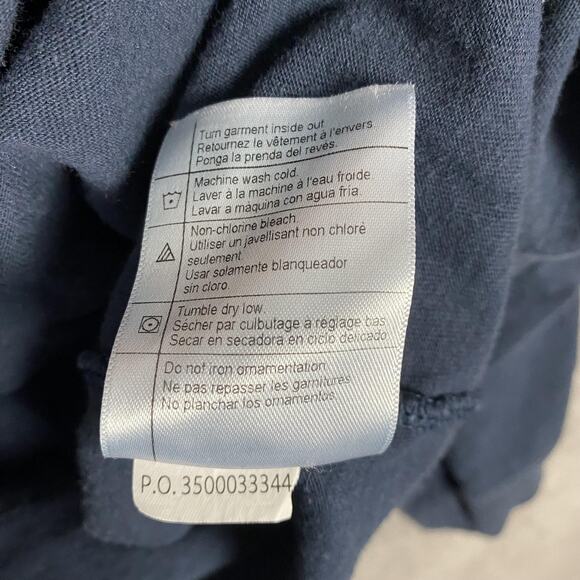 Turn garment inside out.
Retournez le vêtement à l'envers.
Ponga la prenda del revés.
Machine wash cold.
Laver à la machine à l'eau froide.
Lavar a máquina con agua fria.
Non-chlorine bleach.
Utiliser un javellisant non chloré
seulement.
Usar solamente blanqueador
sin cloro.
Tumble dry low.
Sécher par culbutage à réglage bas
Secar en secadora en ciclo delicado
Do not iron ornamentation.
Ne pas repasser les garnitures
No planchar los ornamentos.
P.O. 3500033344